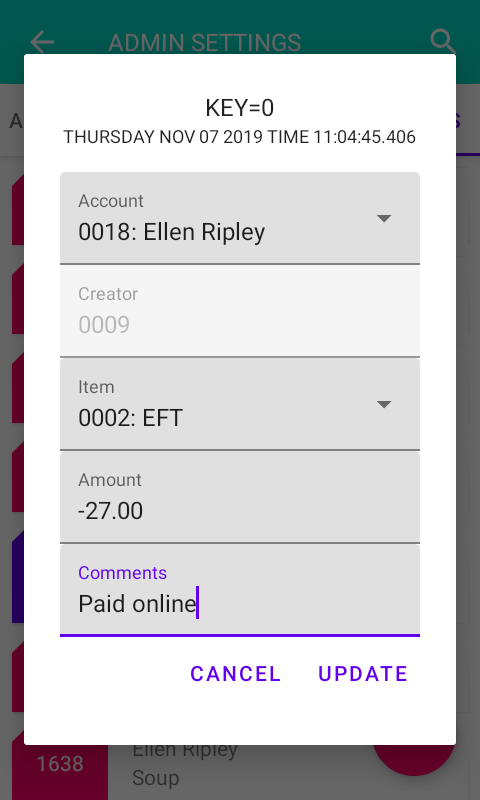 ADMIN SETTINGS
A
S
KEY=0
THURSDAY NOV 07 2019 TIME 11:04:45.406
Account
0018: Ellen Ripley
Creator
0009
Item
0002: EFT
Amount
-27.00
Comments
Paid online
CANCEL UPDATE
1638
Ellen Ripley
Soup